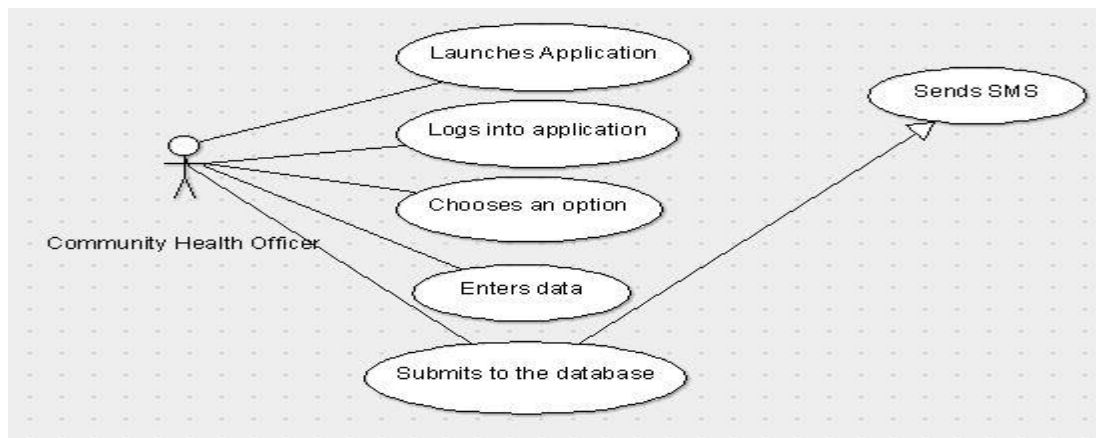 Launches Application
Sends SMS
Logs into application
Chooses an option
Community Health Officer
Enters data
Submits to the database